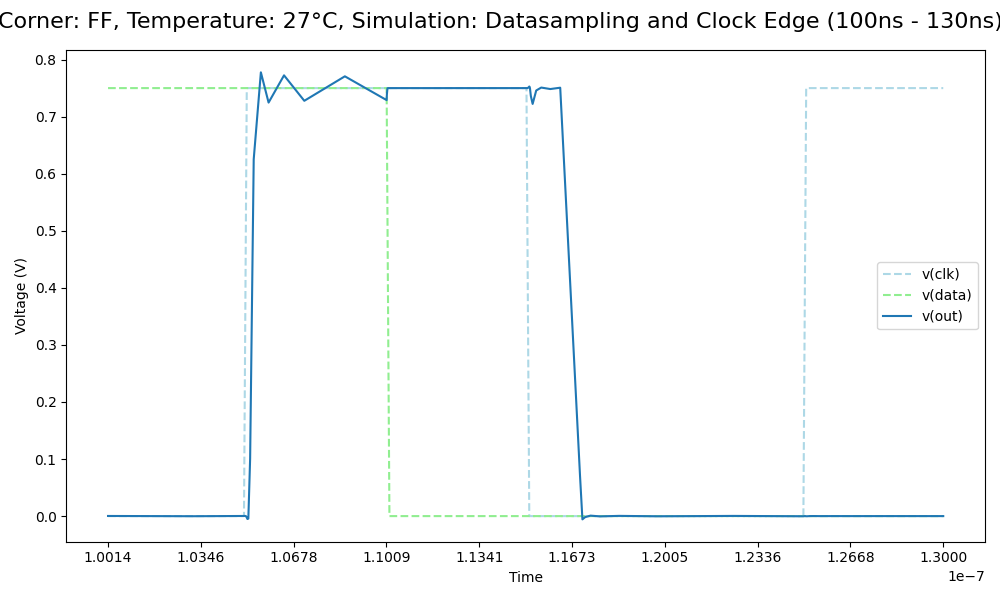 Corner: FF, Temperature: 27°C, Simulation: Datasampling and Clock Edge (100ns - 130ns)
0.8
0.7
0.6
0.5
0.4
0.3
0.2
0.1
0.0
Voltage (V)
v(clk)
v(data)
v(out)
1.0014 1.0346 1.0678 1.1009 1.1341 1.1673 1.2005 1.2336 1.2668 1.3000
1e−7
Time